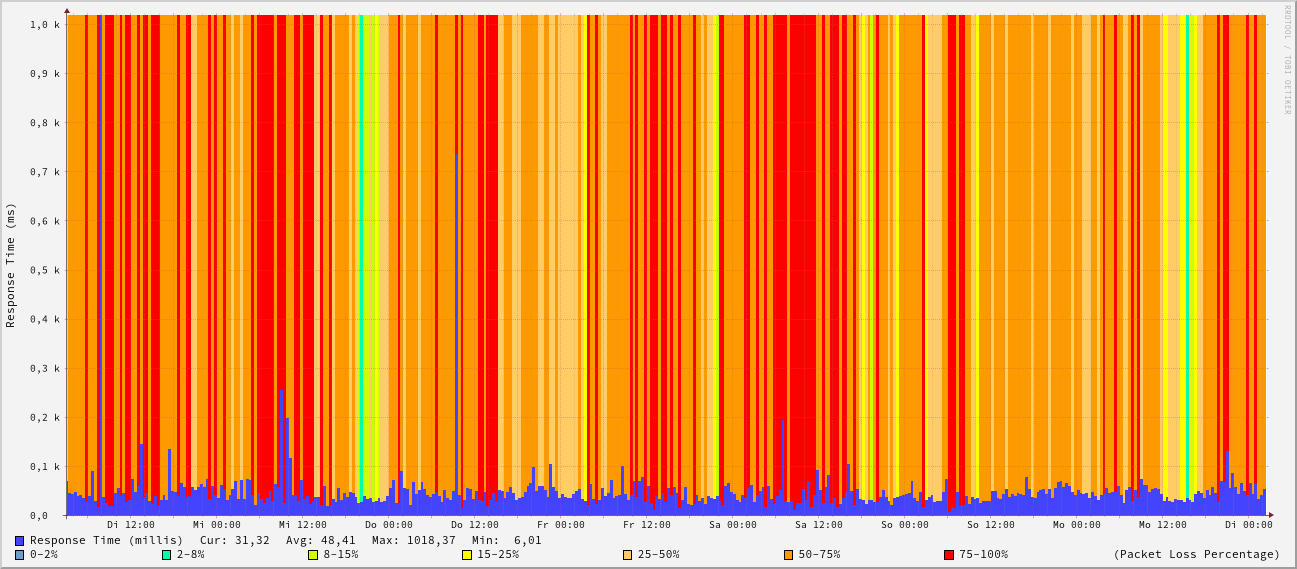 RRDTOOL / TOBI OETIKER
Response Time (ms)
1,0 k
0,9 k
0,8 k
0,7 k
0,6 k
0,5 k
0,4 k
0,3 k
0,2 k
0,1 k
0,0
Di 12:00 Mi 00:00 Mi 12:00 Do 00:00 Do 12:00 Fr 00:00 Fr 12:00 Sa 00:00 Sa 12:00 So 00:00 So 12:00 Mo 00:00 Mo 12:00 Di 00:00
Response Time (millis) Cur: 31,32 Avg: 48,41 Max: 1018,37 Min: 6,01
0-2% 2-8% 8-15% 15-25% 25-50% 50-75% 75-100% (Packet Loss Percentage)